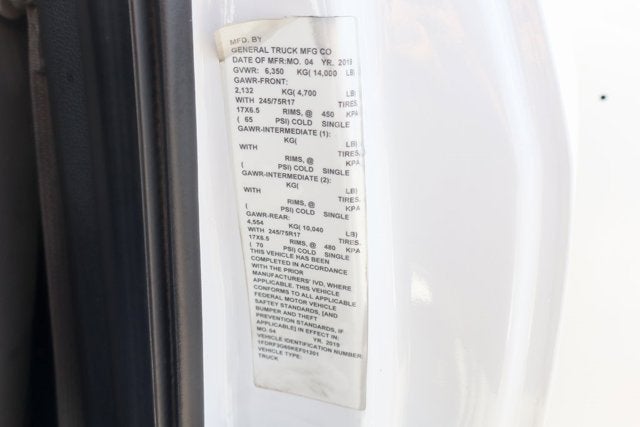 MFD. BY
GENERAL TRUCK MFG CO
DATE OF MFR:MO. 04 YR. 2019
GVWR: 6,350 KG( 14,000 LB)
GAWR-FRONT:
2,132 KG( 4,700 LB)
WITH 245/75R17 TIRES,
17X6.5 RIMS, @ 450 KPA
( 65 PSI) COLD SINGLE
GAWR-INTERMEDIATE (1):
KG( LB)
WITH TIRES,
RIMS, @ KPA
( PSI) COLD SINGLE
GAWR-INTERMEDIATE (2):
KG( LB)
WITH TIRES,
RIMS, @ KPA
( PSI) COLD SINGLE
GAWR-REAR:
4,554 KG( 10,040 LB)
WITH 245/75R17 TIRES,
17X6.5 RIMS, @ 480 KPA
( 70 PSI) COLD SINGLE
THIS VEHICLE HAS BEEN
COMPLETED IN ACCORDANCE
WITH THE PRIOR
MANUFACTURERS' IVD, WHERE
APPLICABLE. THIS VEHICLE
CONFORMS TO ALL APPLICABLE
FEDERAL MOTOR VEHICLE
SAFTEY STANDARDS, [AND
BUMPER AND THEFT
PREVENTION STANDARDS, IF
APPLICABLE] IN EFFECT IN:
MO. 04 YR. 2019
VEHICLE IDENTIFICATION NUMBER:
VEHICLE TYPE:
TRUCK